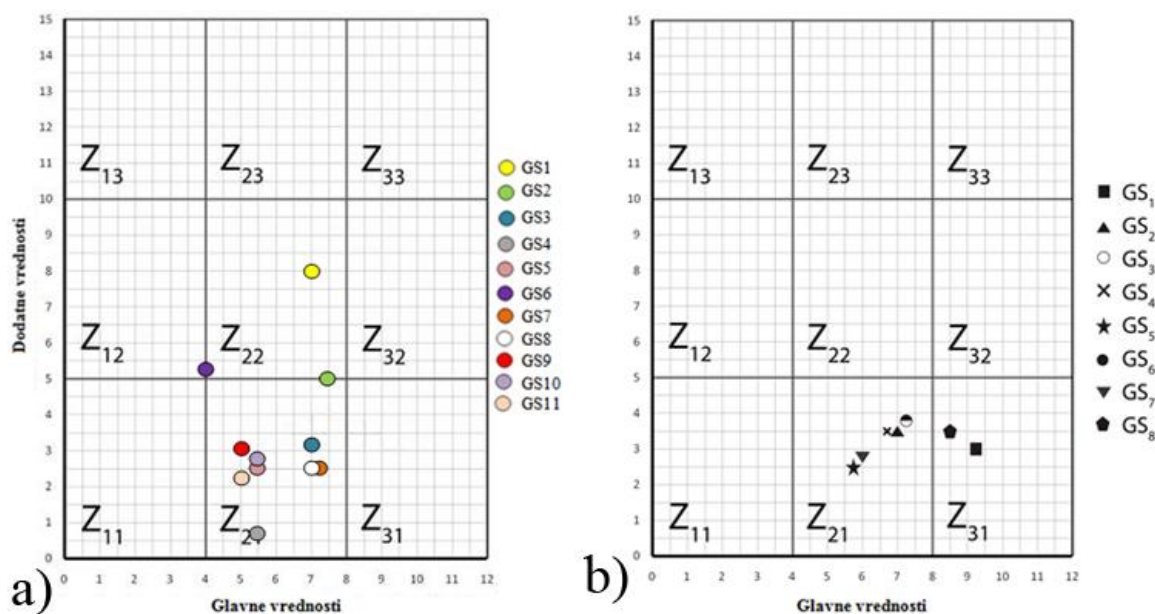 15
14
13
12
11
10
9
8
7
6
5
4
3
2
1
0
0 1 2 3 4 5 6 7 8 9 10 11 12
Dodatne vrednosti
Glavne vrednosti
Z13 Z23 Z33
Z12 Z22 Z32
Z11 Z21 Z31
GS1
GS2
GS3
GS4
GS5
GS6
GS7
GS8
GS9
GS10
GS11
a)
15
14
13
12
11
10
9
8
7
6
5
4
3
2
1
0
0 1 2 3 4 5 6 7 8 9 10 11 12
Glavne vrednosti
Z13 Z23 Z33
Z12 Z22 Z32
Z11 Z21 Z31
GS1
GS2
GS3
GS4
GS5
GS6
GS7
GS8
b)